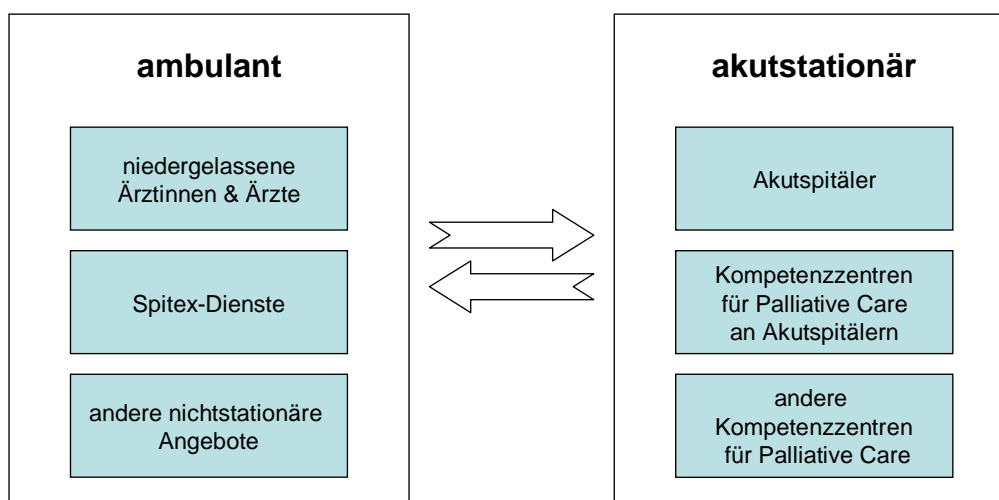 ambulant
niedergelassene
Ärztinnen & Ärzte
Spitex-Dienste
andere nichtstationäre
Angebote
akutstationär
Akutspitäler
Kompetenzzentren
für Palliative Care
an Akutspitälern
andere
Kompetenzzentren
für Palliative Care